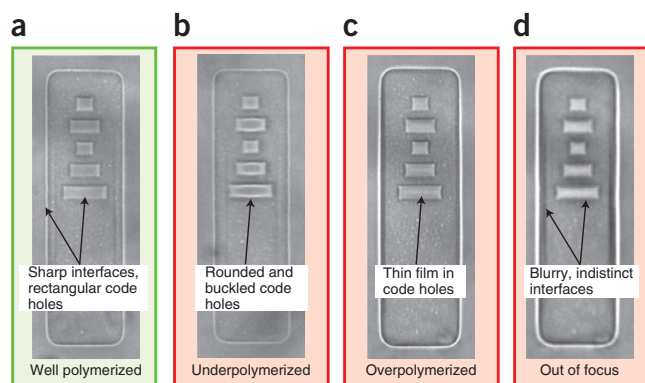 a
b
c
d
Sharp interfaces,
rectangular code
holes
Rounded and
buckled code
holes
Thin film in
code holes
Blurry, indistinct
interfaces
Well polymerized
Underpolymerized
Overpolymerized
Out of focus